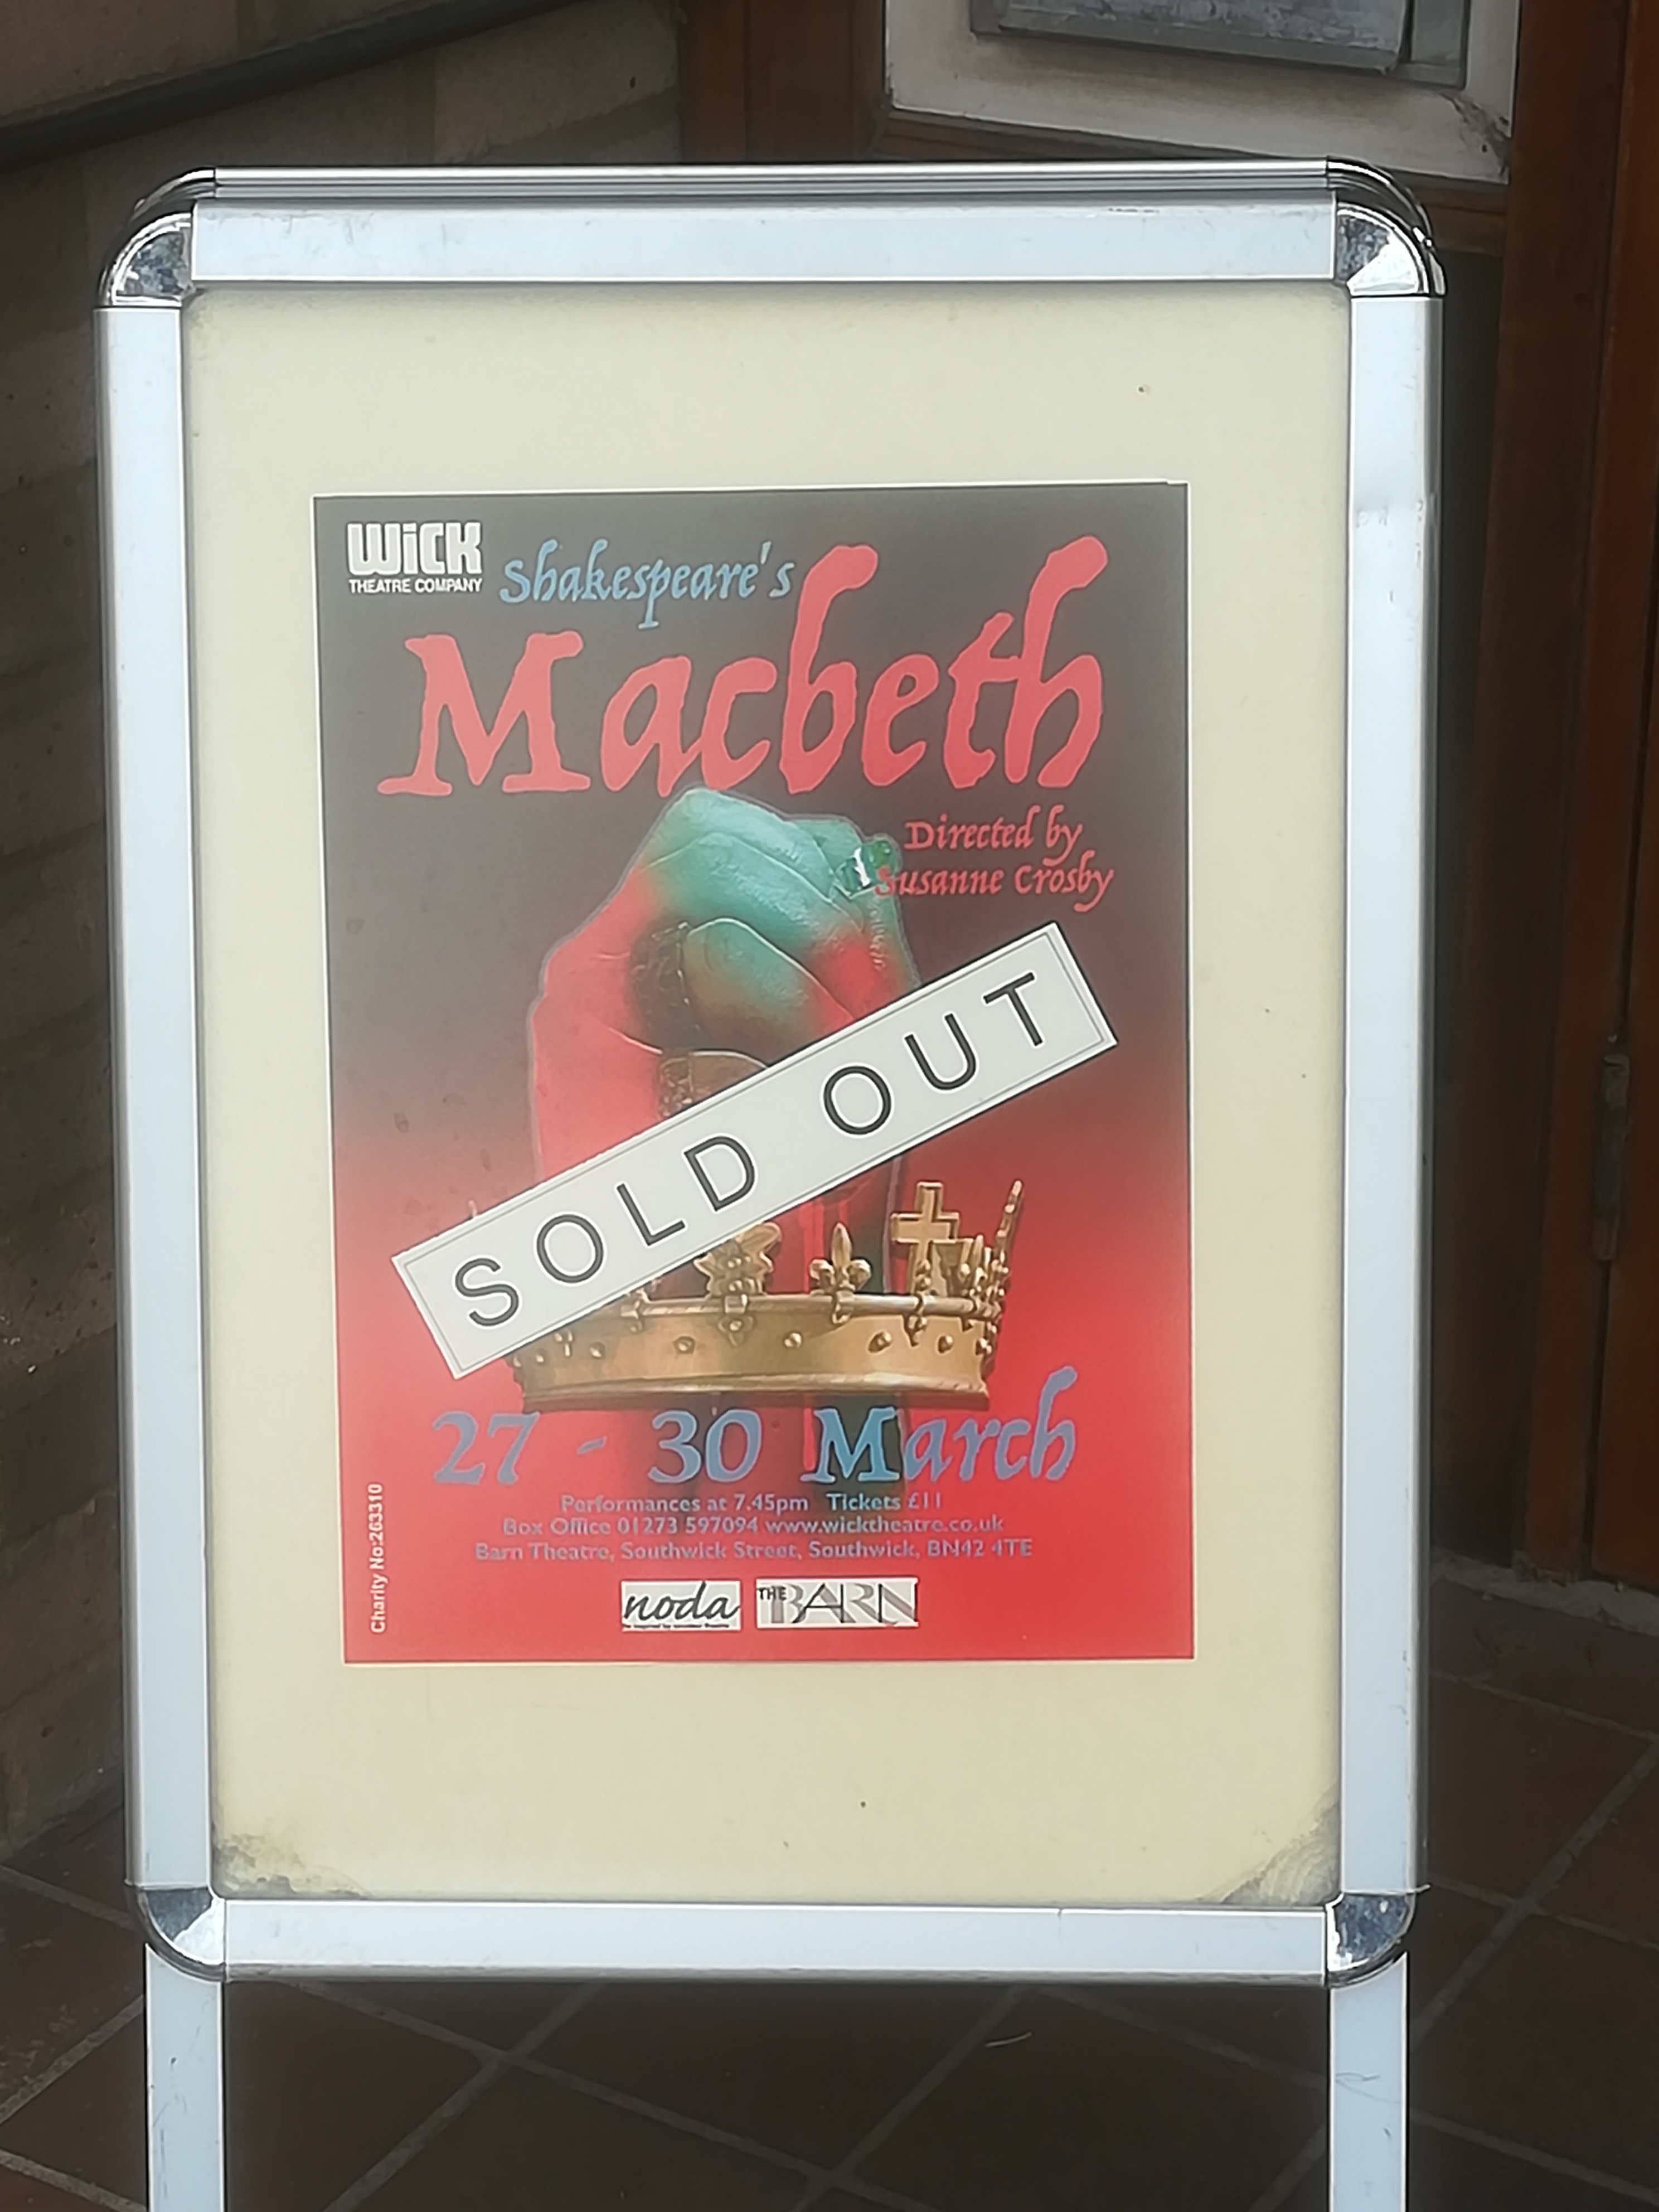 WiCK
THEATRE COMPANY
Shakespeare's
Macbeth
Directed by
Susanne Crosby
SOLD OUT
27 - 30 March
Performances at 7.45pm Tickets £11
Box Office 01273 597094 www.wicktheatre.co.uk
Barn Theatre, Southwick Street, Southwick, BN42 4TE
Charity No:263310
noda
THE BARN